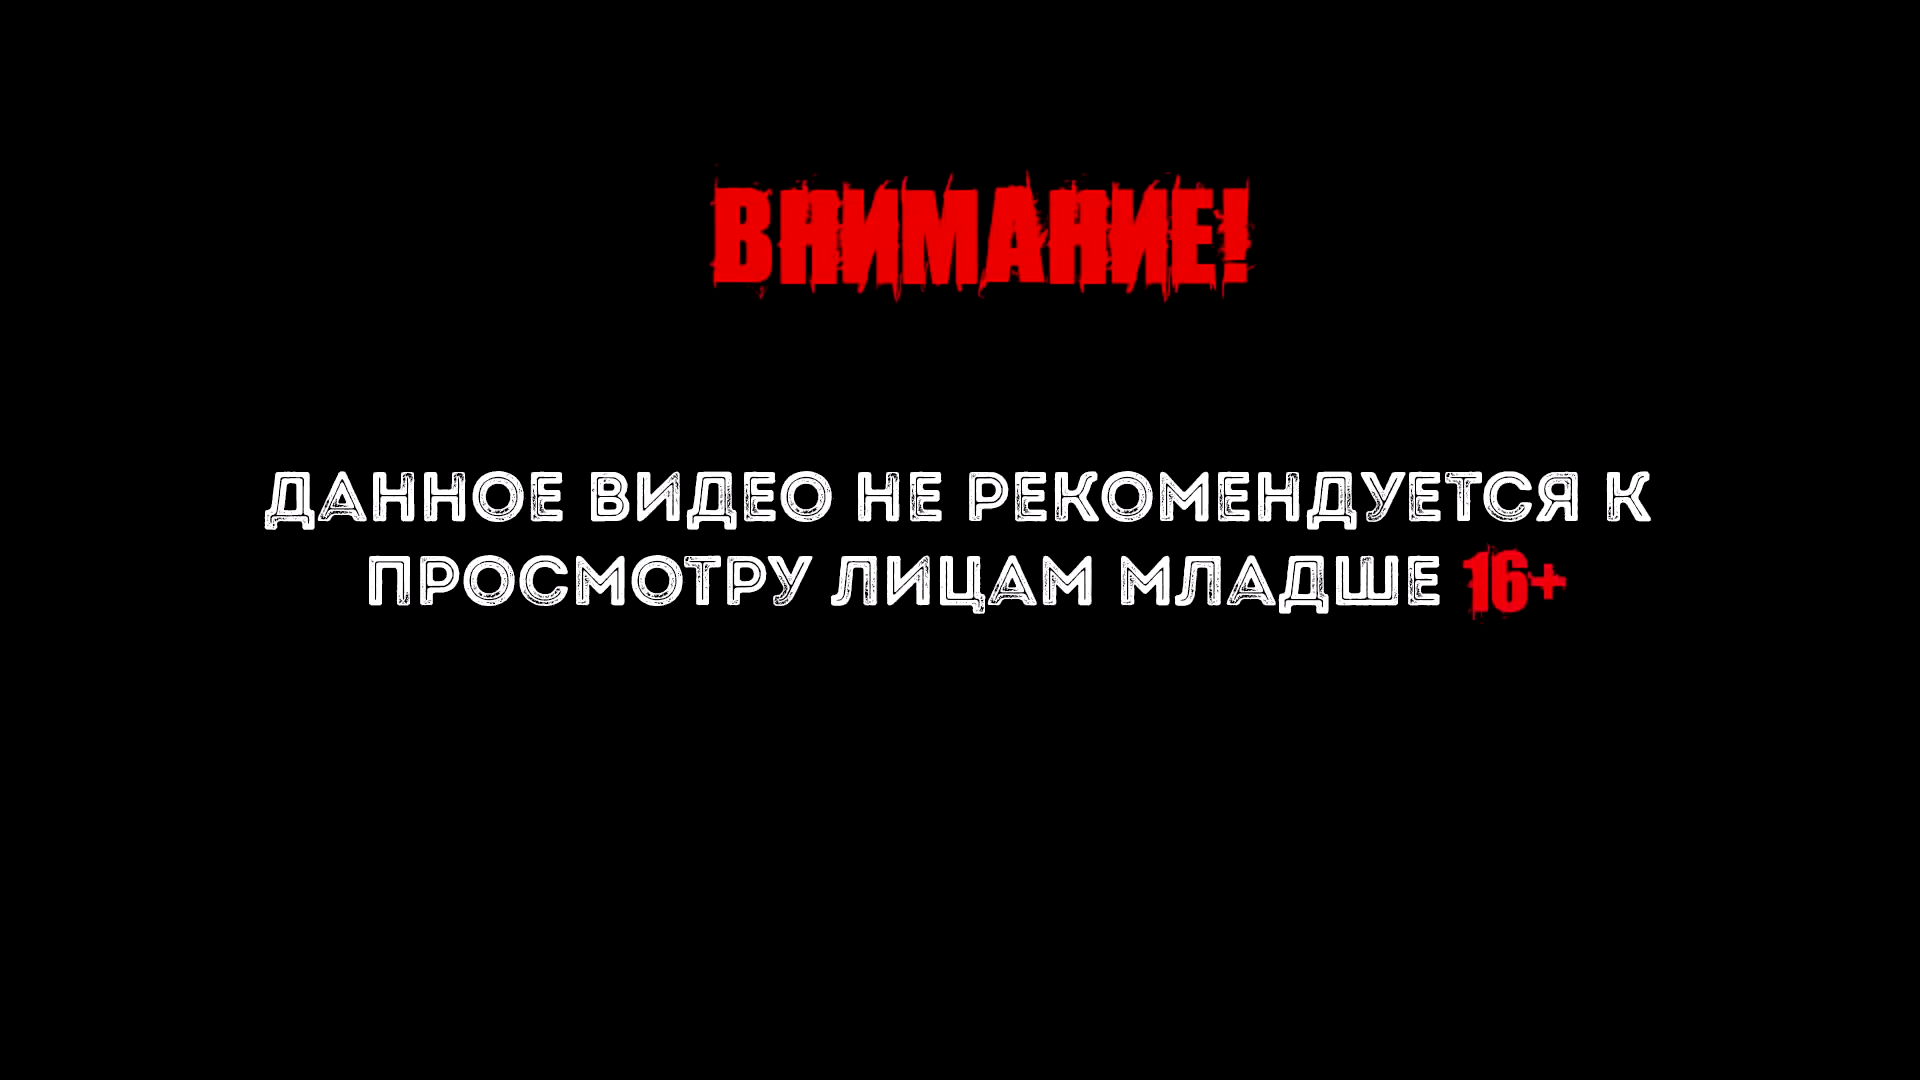 ВНИМАНИЕ!
ДАННОЕ ВИДЕО НЕ РЕКОМЕНДУЕТСЯ К
ПРОСМОТРУ ЛИЦАМ МЛАДШЕ 16+